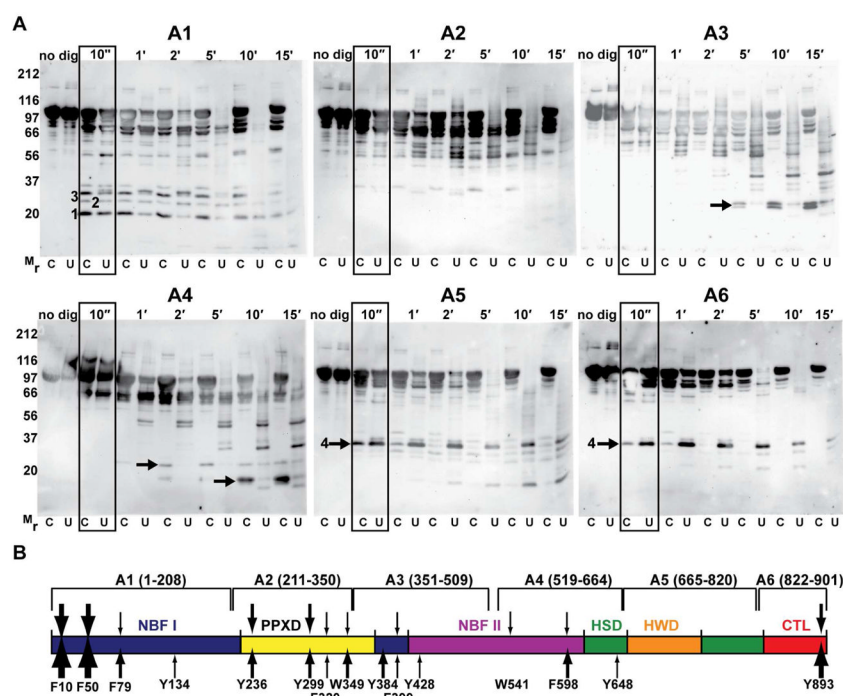 A
A1 A2 A3
no dig 10" 1' 2' 5' 10' 15' no dig 10" 1' 2' 5' 10' 15' no dig 10" 1' 2' 5' 10' 15'
212
116
97
66
56
37
3
2
20 1
Mr C U C U C U C U C U C U C U C U C U C U C U C U C U C U C U C U C U C U C U C U C U
A4 A5 A6
no dig 10" 1' 2' 5' 10' 15' no dig 10" 1' 2' 5' 10' 15' no dig 10" 1' 2' 5' 10' 15'
212
116
97
66
56
37 4 4
20
Mr C U C U C U C U C U C U C U C U C U C U C U C U C U C U C U C U C U C U C U C U C U
B
A1 (1-208) A2 (211-350) A3 (351-509) A4 (519-664) A5 (665-820) A6 (822-901)
NBF I PPXD NBF II HSD HWD CTL
F10 F50 F79 Y134 Y236 Y299 W349 Y384 Y428 W541 F598 Y648 Y893